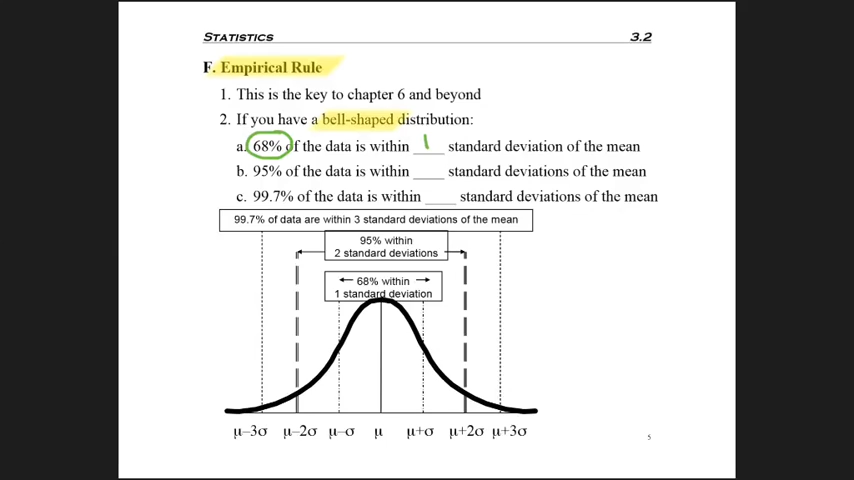 STATISTICS 3.2
F. Empirical Rule
1. This is the key to chapter 6 and beyond
2. If you have a bell-shaped distribution:
a. 68% of the data is within 1 standard deviation of the mean
b. 95% of the data is within ____ standard deviations of the mean
c. 99.7% of the data is within ____ standard deviations of the mean
99.7% of data are within 3 standard deviations of the mean
95% within
2 standard deviations
68% within
1 standard deviation
μ–3σ μ–2σ μ–σ μ μ+σ μ+2σ μ+3σ
5